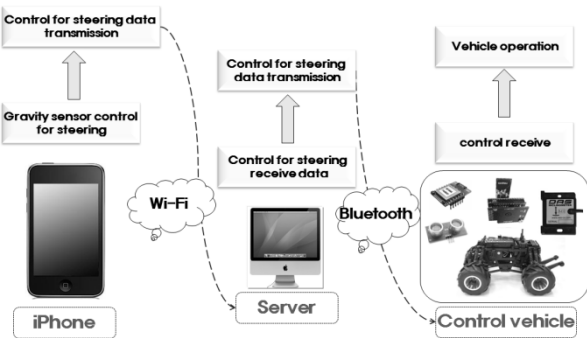 Control for steering data
transmission
Gravity sensor control
for steering
Wi-Fi
iPhone
Control for steering
data transmission
Control for steering
receive data
Server
Bluetooth
Vehicle operation
control receive
Control vehicle